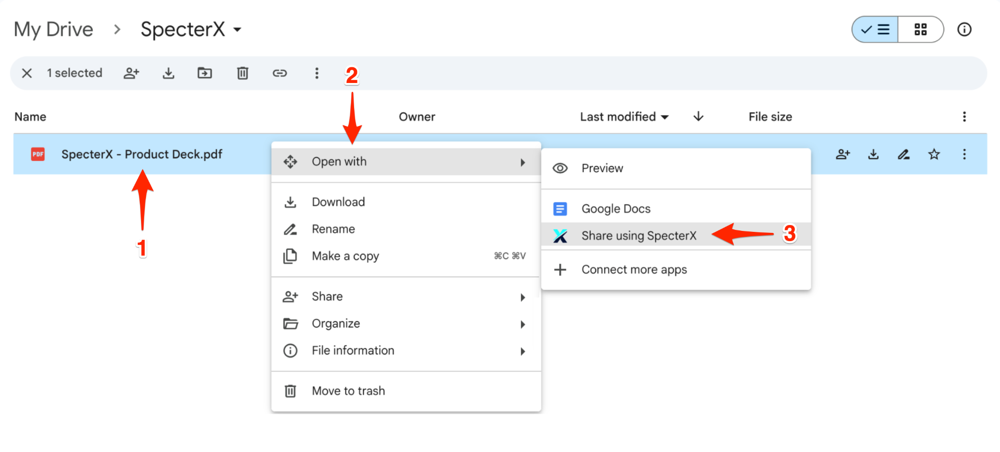 My Drive > SpecterX
1 selected
2
Name Owner Last modified File size
PDF SpecterX - Product Deck.pdf
1
Open with
Download
Rename
Make a copy ⌘C ⌘V
Share
Organize
File information
Move to trash
Preview
Google Docs
Share using SpecterX 3
Connect more apps